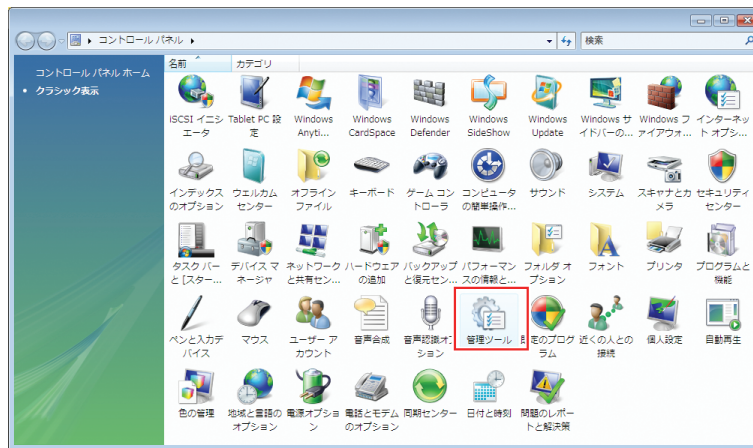 コントロール パネル
検索
コントロール パネル ホーム
クラシック表示
名前 カテゴリ
iSCSI イニシエータ
Tablet PC 設定
Windows Anyti...
Windows CardSpace
Windows Defender
Windows SideShow
Windows Update
Windows サイドバーの...
Windows ファイアウォ...
インターネット オプシ...
インデックスのオプション
ウェルカム センター
オフライン ファイル
キーボード
ゲーム コントローラ
コンピュータの簡単操作...
サウンド
システム
スキャナとカメラ
セキュリティ センター
タスク バーと [スター...
デバイス マネージャ
ネットワークと共有セン...
ハードウェアの追加
バックアップと復元セン...
パフォーマンスの情報と...
フォルダ オプション
フォント
プリンタ
プログラムと機能
ペンと入力デバイス
マウス
ユーザー アカウント
音声合成
音声認識オプション
管理ツール
既定のプログラム
近くの人との接続
個人設定
自動再生
色の管理
地域と言語のオプション
電源オプション
電話とモデムのオプション
同期センター
日付と時刻
問題のレポートと解決策